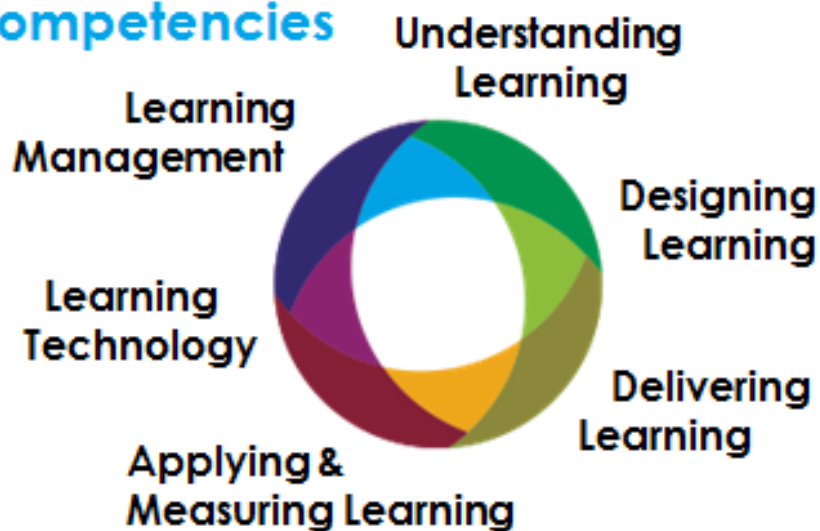 ompetencies
Understanding
Learning
Designing
Learning
Delivering
Learning
Applying &
Measuring Learning
Learning
Technology
Learning
Management